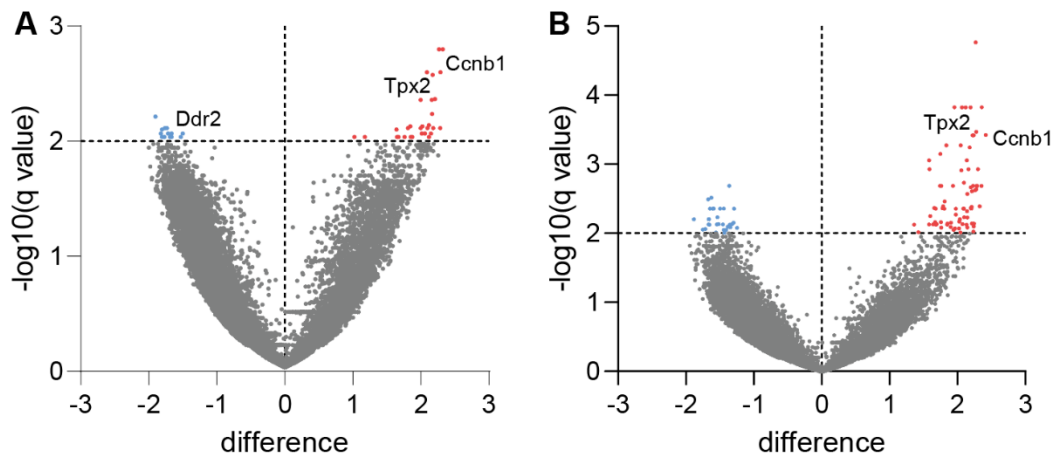 A
3
2
1
0
-log10(q value)
Ccnb1
Tpx2
Ddr2
-3 -2 -1 0 1 2 3
difference
B
5
4
3
2
1
0
-log10(q value)
Tpx2
Ccnb1
-3 -2 -1 0 1 2 3
difference